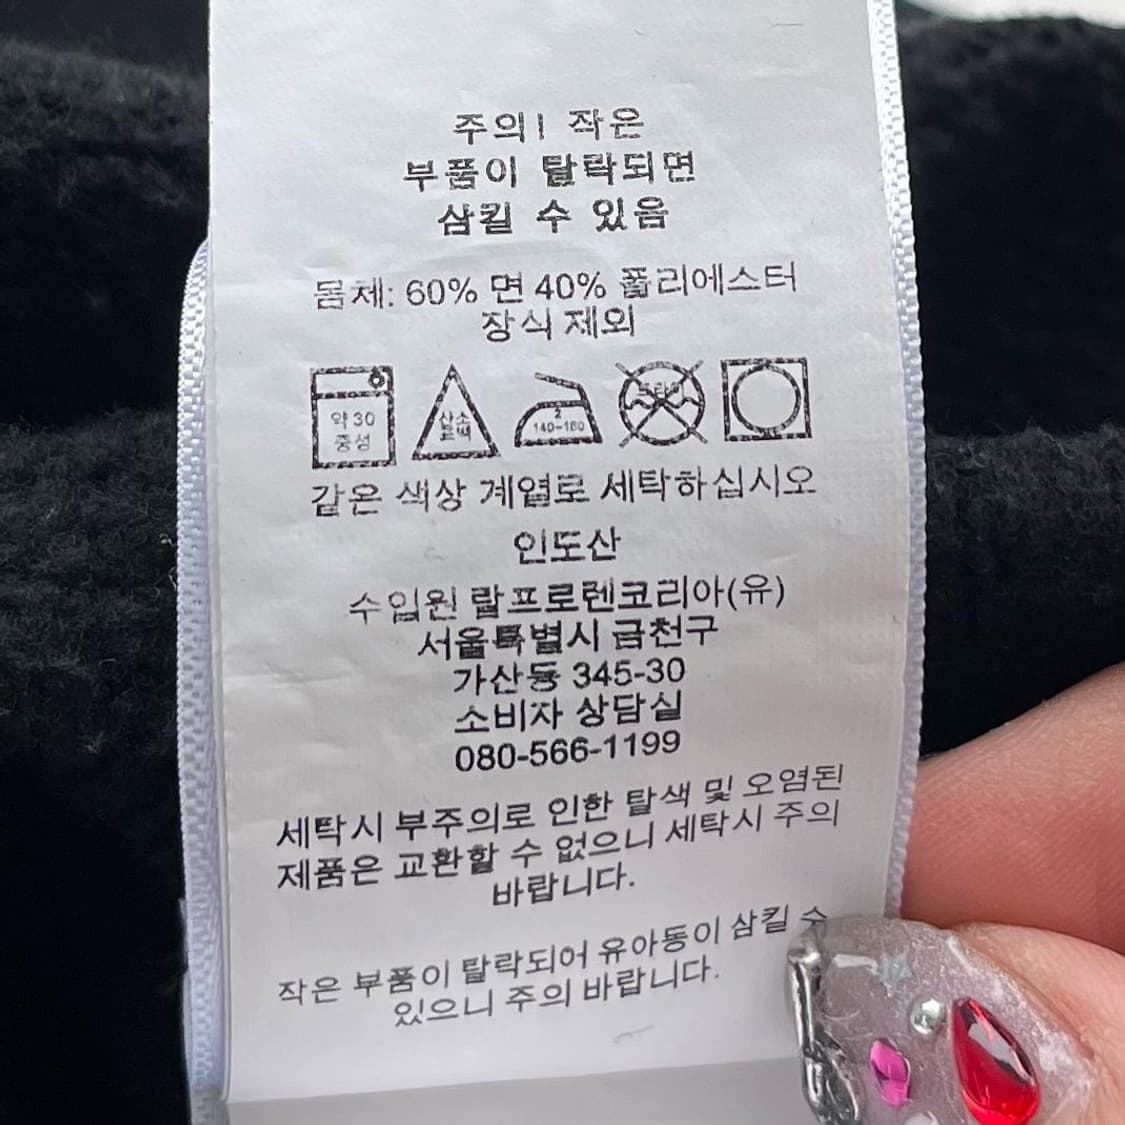 주의! 작은
부품이 탈락되면
삼킬 수 있음
몸체: 60% 면 40% 폴리에스터
장식 제외
약 30
중성
산소
표백
2
140-160
드라이
같은 색상 계열로 세탁하십시오
인도산
수입원 랄프로렌코리아(유)
서울특별시 금천구
가산동 345-30
소비자 상담실
080-566-1199
세탁시 부주의로 인한 탈색 및 오염된
제품은 교환할 수 없으니 세탁시 주의
바랍니다.
작은 부품이 탈락되어 유아동이 삼킬 수
있으니 주의 바랍니다.